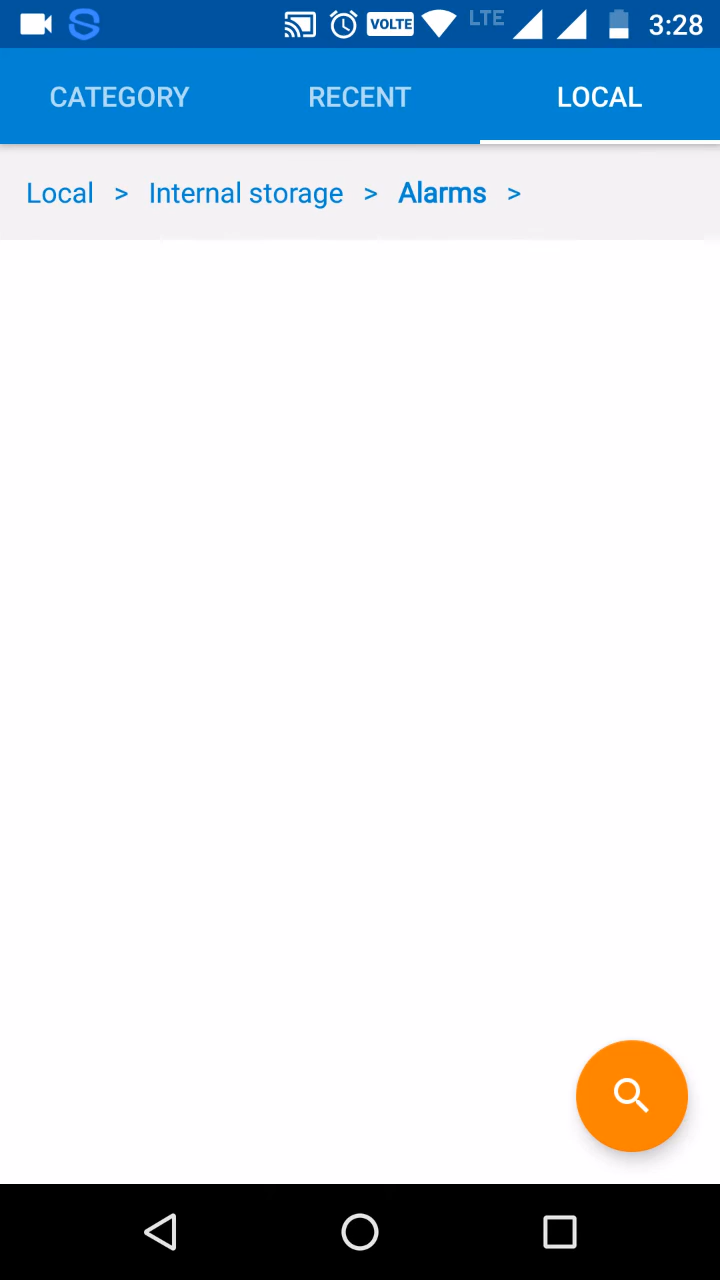 VOLTE LTE 3:28
CATEGORY RECENT LOCAL
Local > Internal storage > Alarms >